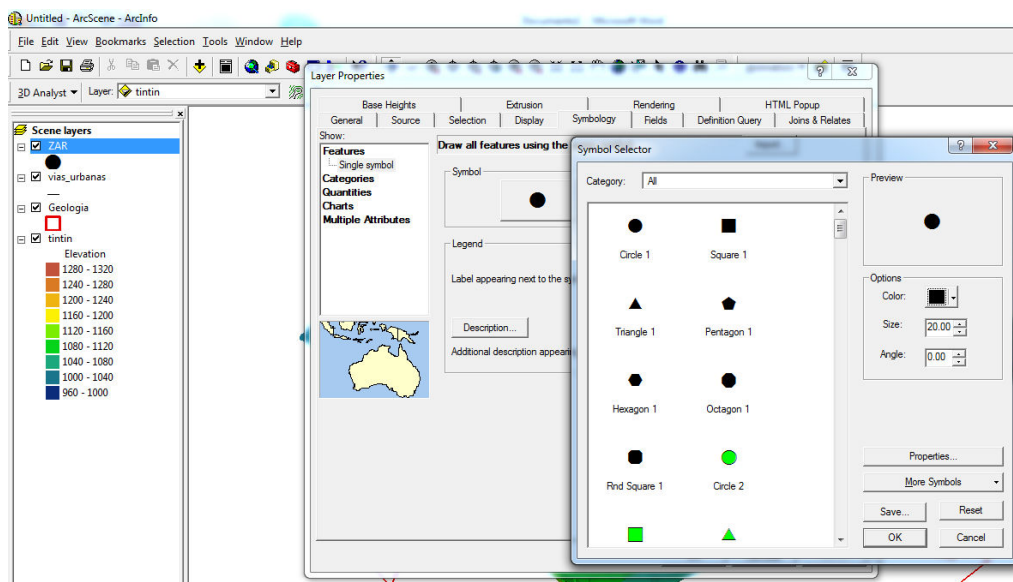 Untitled - ArcScene - ArcInfo
File Edit View Bookmarks Selection Tools Window Help
3D Analyst Layer: tintin
Scene layers
ZAR
vias_urbanas
Geologia
tintin
Elevation
1280 - 1320
1240 - 1280
1200 - 1240
1160 - 1200
1120 - 1160
1080 - 1120
1040 - 1080
1000 - 1040
960 - 1000
Layer Properties
Base Heights Extrusion Rendering HTML Popup
General Source Selection Display Symbology Fields Definition Query Joins & Relates
Show:
Features
Single symbol
Categories
Quantities
Charts
Multiple Attributes
Draw all features using the
Symbol
Legend
Label appearing next to the sy
Description...
Additional description appeari
Symbol Selector
Category: All
Circle 1 Square 1
Triangle 1 Pentagon 1
Hexagon 1 Octagon 1
Rnd Square 1 Circle 2
Preview
Options
Color:
Size: 20.00
Angle: 0.00
Properties...
More Symbols
Save... Reset
OK Cancel